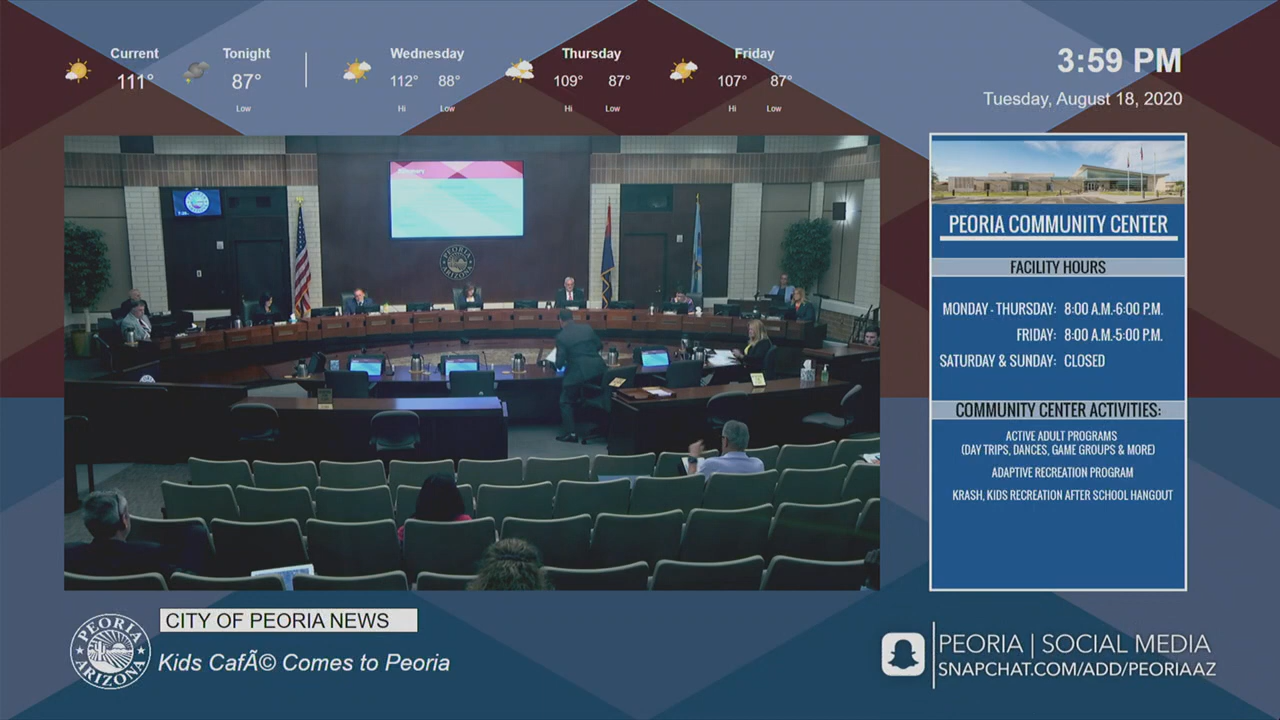 Current
111°
Tonight
87°
Low
Wednesday
112° 88°
Hi Low
Thursday
109° 87°
Hi Low
Friday
107° 87°
Hi Low
3:59 PM
Tuesday, August 18, 2020
PEORIA
ARIZONA
PEORIA COMMUNITY CENTER
FACILITY HOURS
MONDAY - THURSDAY: 8:00 A.M.-6:00 P.M.
FRIDAY: 8:00 A.M.-5:00 P.M.
SATURDAY & SUNDAY: CLOSED
COMMUNITY CENTER ACTIVITIES:
ACTIVE ADULT PROGRAMS
(DAY TRIPS, DANCES, GAME GROUPS & MORE)
ADAPTIVE RECREATION PROGRAM
KRASH, KIDS RECREATION AFTER SCHOOL HANGOUT
PEORIA
ARIZONA
CITY OF PEORIA NEWS
Kids CafÃ© Comes to Peoria
PEORIA | SOCIAL MEDIA
SNAPCHAT.COM/ADD/PEORIAAZ